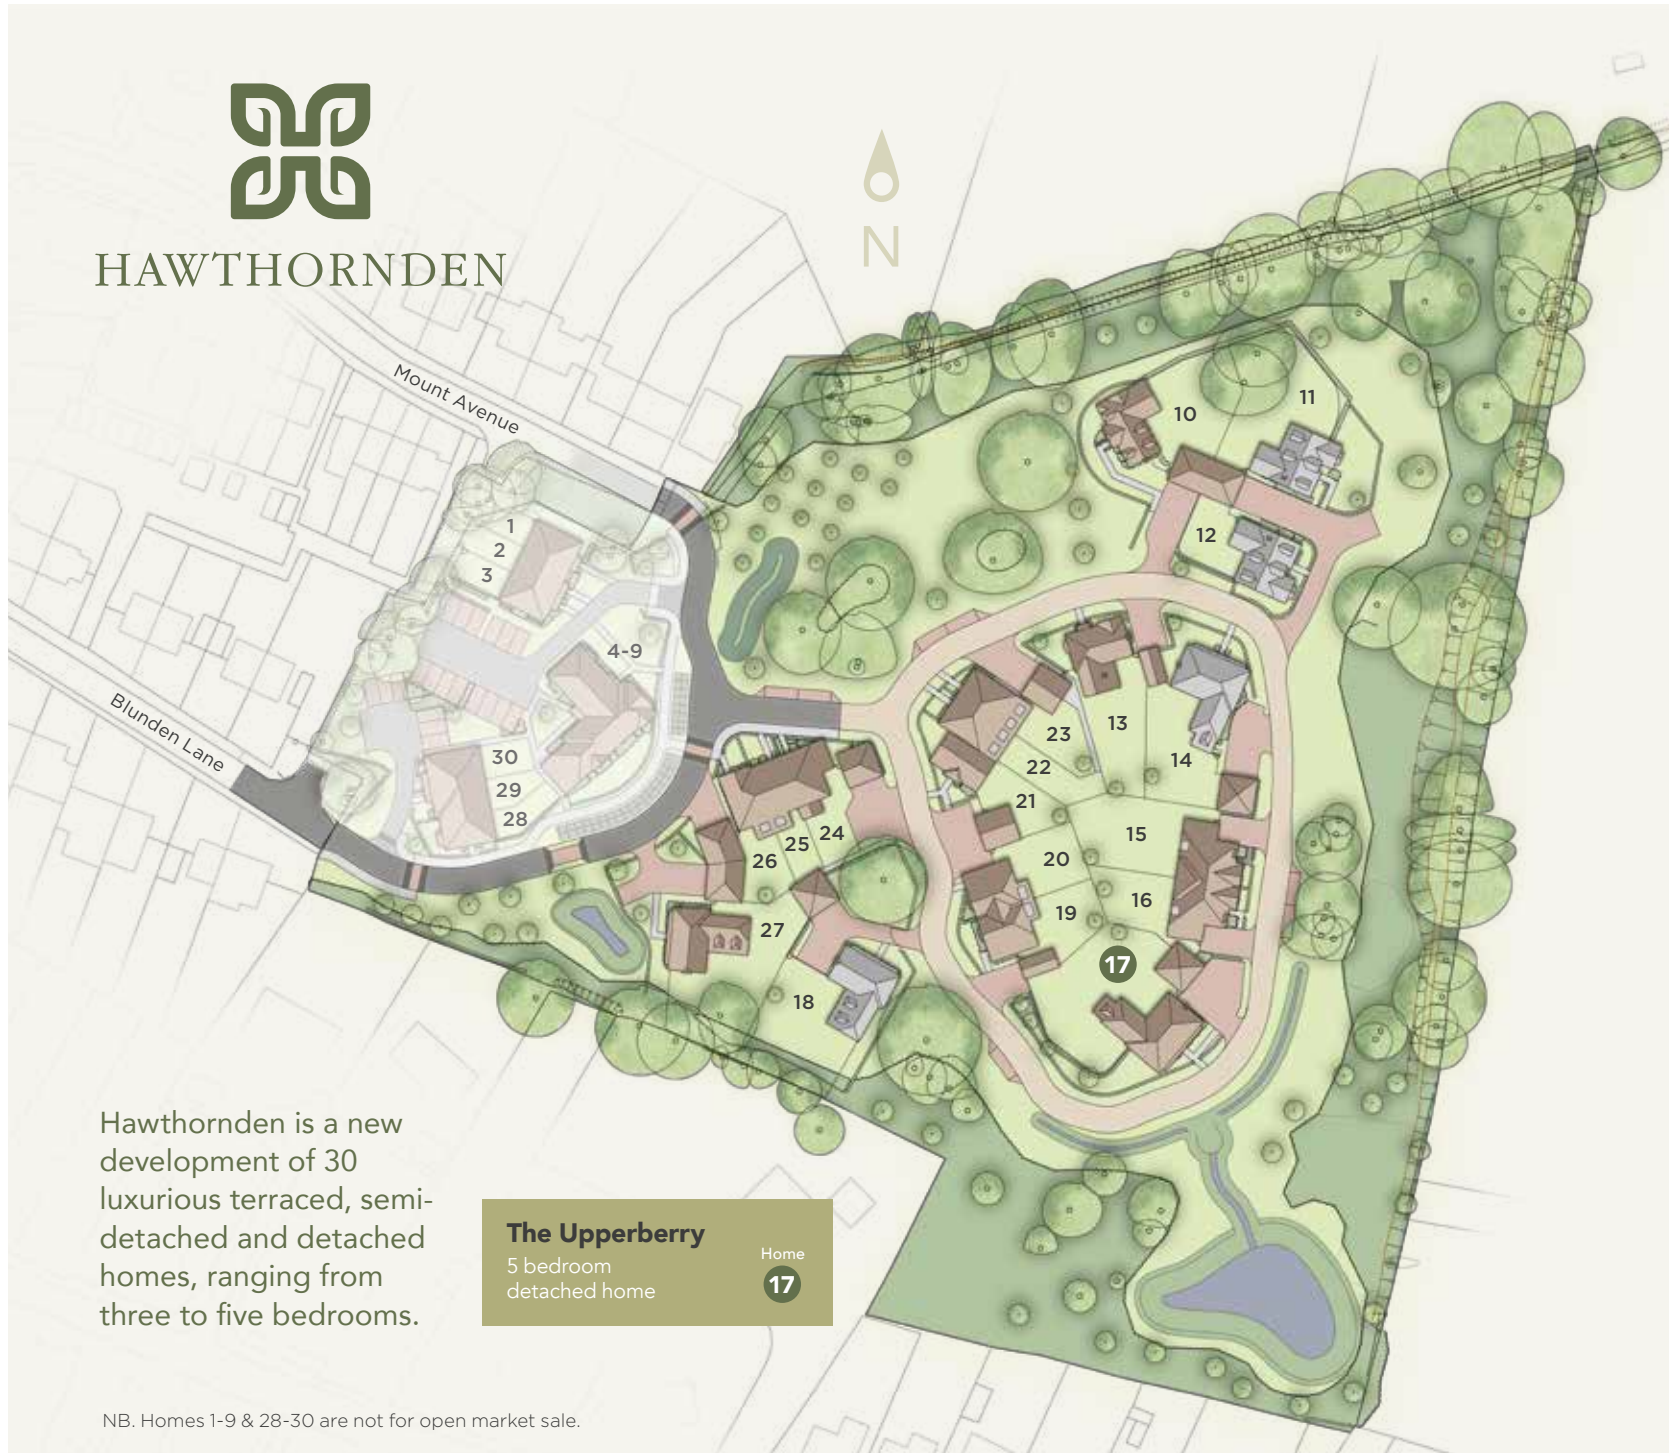 HAWTHORNDEN
N
Mount Avenue
Blunden Lane
1
2
3
4-9
30
29
28
10
11
12
13
14
23
22
21
15
20
16
19
17
24
25
26
27
18
Hawthornden is a new
development of 30
luxurious terraced, semi-
detached and detached
homes, ranging from
three to five bedrooms.
The Upperberry
5 bedroom
detached home
Home
17
NB. Homes 1-9 & 28-30 are not for open market sale.